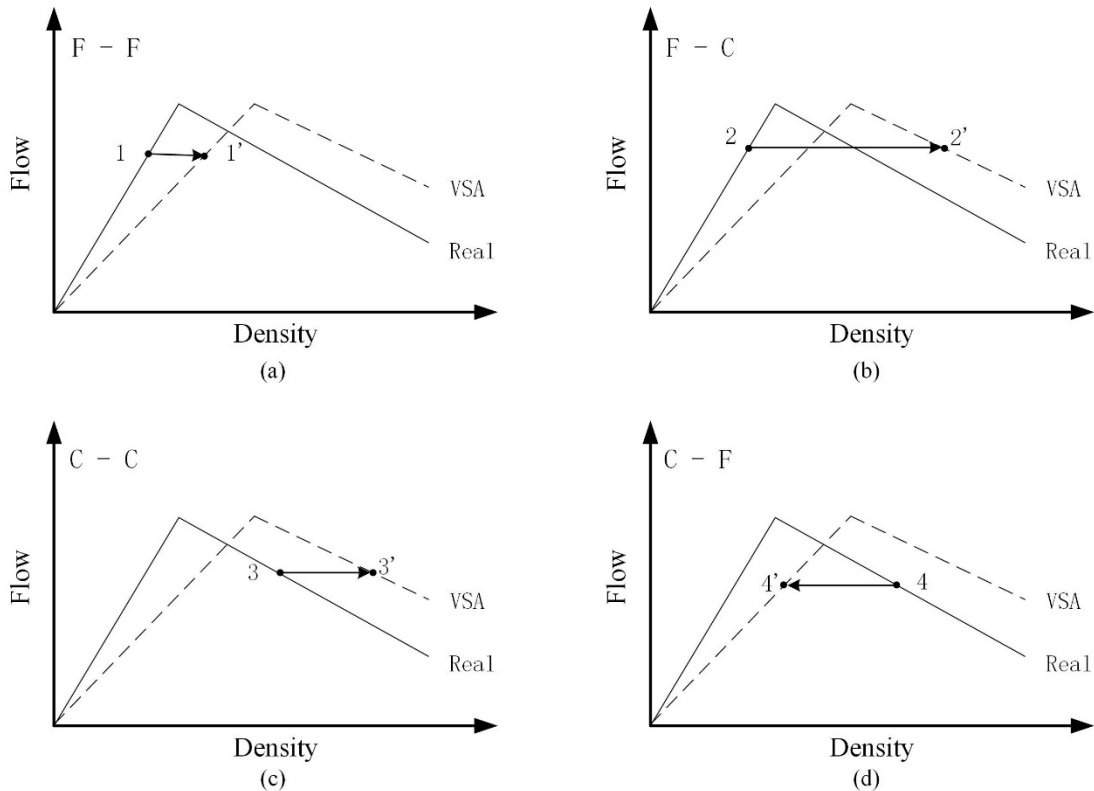 F - F
1
1'
VSA
Real
Flow
Density
(a)
F - C
2
2'
VSA
Real
Flow
Density
(b)
C - C
3
3'
VSA
Real
Flow
Density
(c)
C - F
4'
4
VSA
Real
Flow
Density
(d)